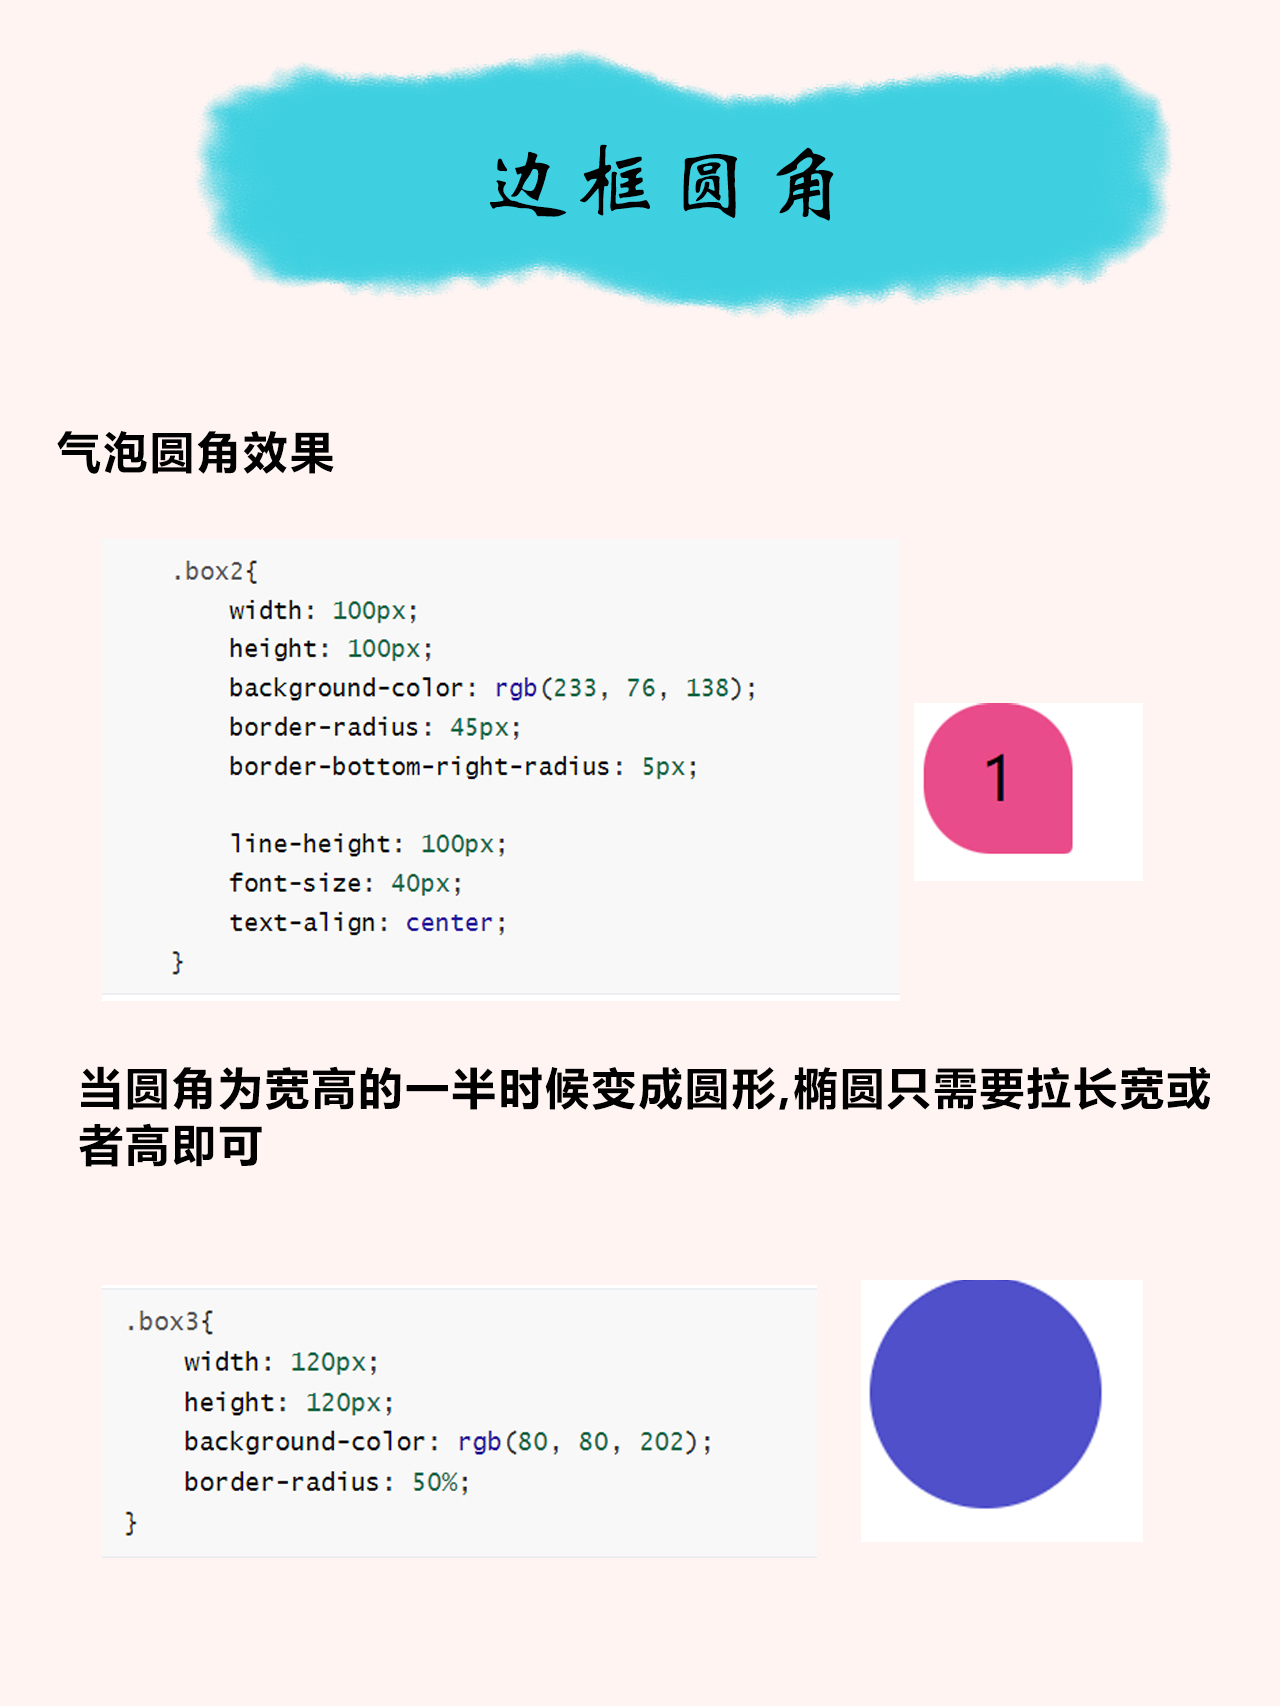 边框圆角
气泡圆角效果
.box2{
width: 100px;
height: 100px;
background-color: rgb(233, 76, 138);
border-radius: 45px;
border-bottom-right-radius: 5px;
line-height: 100px;
font-size: 40px;
text-align: center;
}
1
当圆角为宽高的一半时候变成圆形,椭圆只需要拉长宽或
者高即可
.box3{
width: 120px;
height: 120px;
background-color: rgb(80, 80, 202);
border-radius: 50%;
}